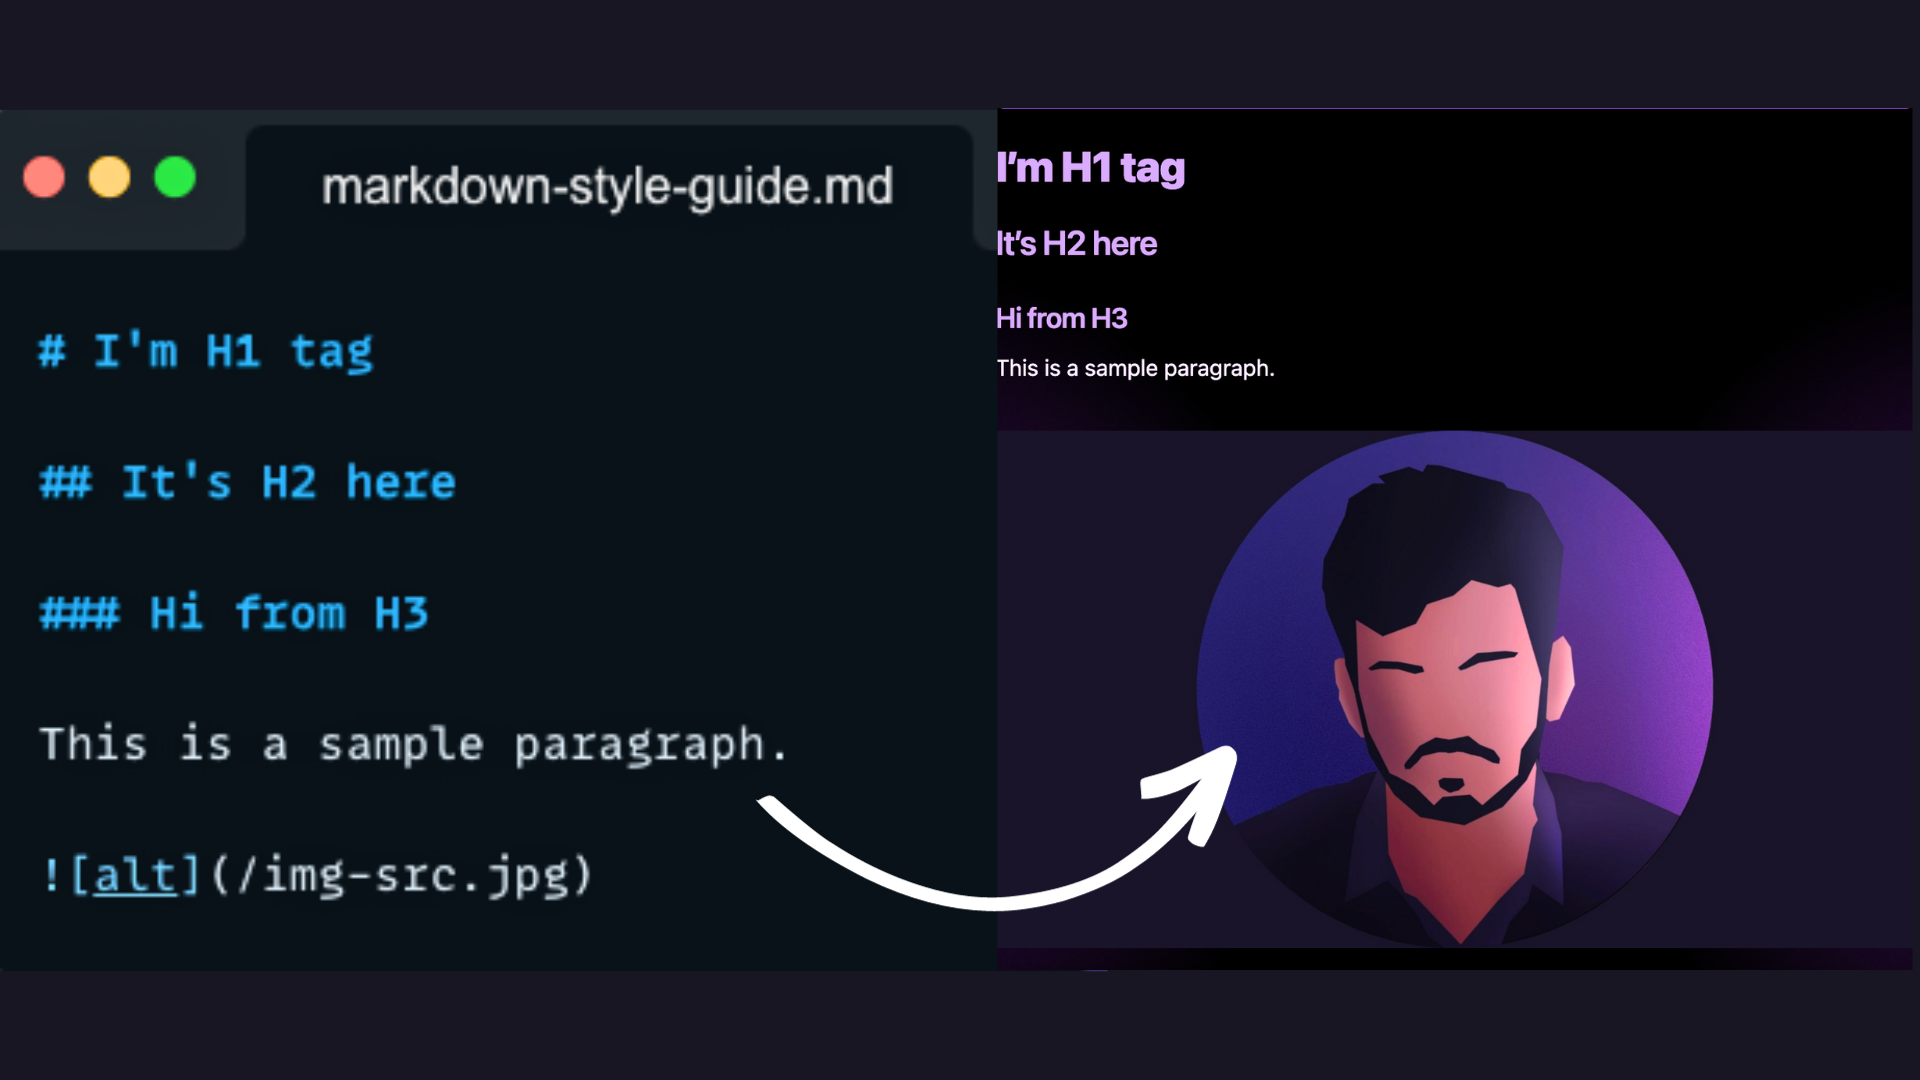 markdown-style-guide.md
# I'm H1 tag
## It's H2 here
### Hi from H3
This is a sample paragraph.
![alt](/img-src.jpg)
I’m H1 tag
It’s H2 here
Hi from H3
This is a sample paragraph.